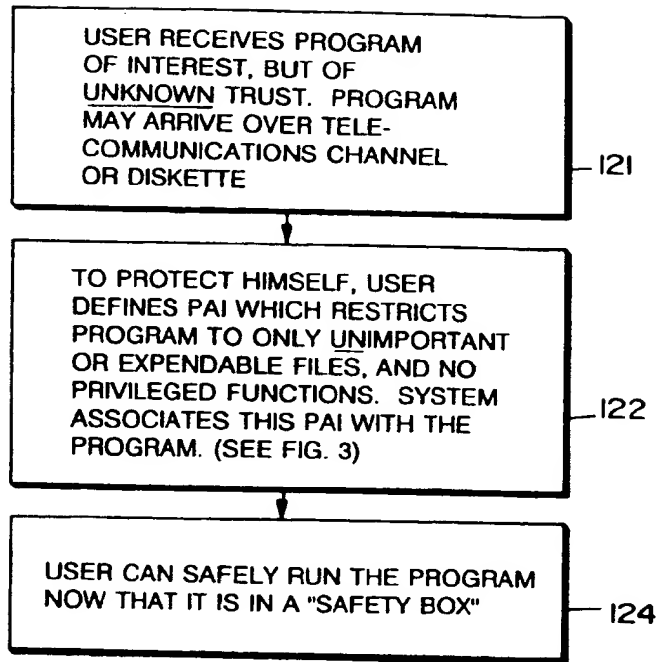 USER RECEIVES PROGRAM
OF INTEREST, BUT OF
UNKNOWN TRUST. PROGRAM
MAY ARRIVE OVER TELE-
COMMUNICATIONS CHANNEL
OR DISKETTE
121
TO PROTECT HIMSELF, USER
DEFINES PAI WHICH RESTRICTS
PROGRAM TO ONLY UNIMPORTANT
OR EXPENDABLE FILES, AND NO
PRIVILEGED FUNCTIONS. SYSTEM
ASSOCIATES THIS PAI WITH THE
PROGRAM. (SEE FIG. 3)
122
USER CAN SAFELY RUN THE PROGRAM
NOW THAT IT IS IN A "SAFETY BOX"
124